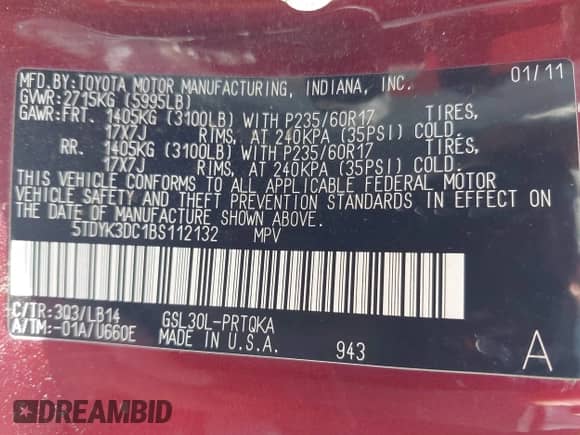 MFD. BY: TOYOTA MOTOR MANUFACTURING, INDIANA, INC. 01/11
GVWR: 2715KG (5995LB)
GAWR: FRT. 1405KG (3100LB) WITH P235/60R17 TIRES,
17X7J RIMS, AT 240KPA (35PSI) COLD.
RR. 1405KG (3100LB) WITH P235/60R17 TIRES,
17X7J RIMS, AT 240KPA (35PSI) COLD.
THIS VEHICLE CONFORMS TO ALL APPLICABLE FEDERAL MOTOR
VEHICLE SAFETY AND THEFT PREVENTION STANDARDS IN EFFECT ON
THE DATE OF MANUFACTURE SHOWN ABOVE.
5TDYK3DC1BS112132 MPV
C/TR: 3Q3/LB14 GSL30L-PRTQKA
A/TM: -01A/U660E MADE IN U.S.A. 943 A
DREAMBID